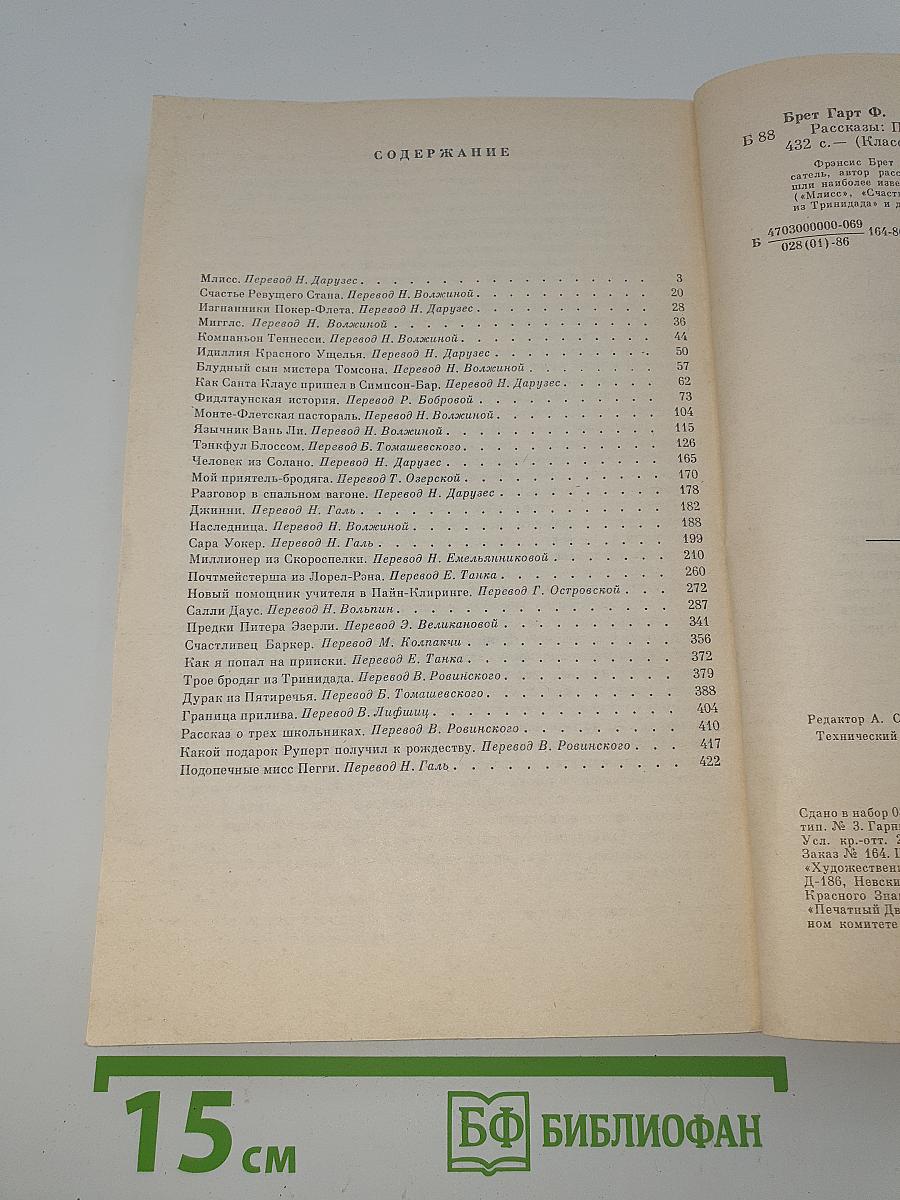 СОДЕРЖАНИЕ
Млисс. Перевод Н. Дарузес . . . 3
Счастье Ревущего Стана. Перевод Н. Волжиной . . . 20
Изгнанники Покер-Флета. Перевод Н. Дарузес . . . 28
Мигглс. Перевод Н. Волжиной . . . 36
Компаньон Теннесси. Перевод Н. Волжиной . . . 44
Идиллия Красного Ущелья. Перевод Н. Дарузес . . . 50
Блудный сын мистера Томсона. Перевод Н. Волжиной . . . 57
Как Санта Клаус пришел в Симпсон-Бар. Перевод Н. Дарузес . . . 62
Фидлтаунская история. Перевод Р. Бобровой . . . 73
Монте-Флетская пастораль. Перевод Н. Волжиной . . . 104
Язычник Вань Ли. Перевод Н. Волжиной . . . 115
Тэнкфул Блоссом. Перевод Б. Томашевского . . . 126
Человек из Солано. Перевод Н. Дарузес . . . 165
Мой приятель-бродяга. Перевод Т. Озерской . . . 170
Разговор в спальном вагоне. Перевод Н. Дарузес . . . 178
Джинни. Перевод Н. Галь . . . 182
Наследница. Перевод Н. Волжиной . . . 188
Сара Уокер. Перевод Н. Галь . . . 199
Миллионер из Скороспелки. Перевод Н. Емельянниковой . . . 210
Почтмейстерша из Лорел-Рэна. Перевод Е. Танка . . . 260
Новый помощник учителя в Пайн-Клиринге. Перевод Г. Островской . . . 272
Салли Даус. Перевод Н. Вольпин . . . 287
Предки Питера Эзерли. Перевод Э. Великановой . . . 341
Счастливец Баркер. Перевод М. Колпакчи . . . 356
Как я попал на прииски. Перевод Е. Танка . . . 372
Трое бродяг из Тринидада. Перевод В. Ровинского . . . 379
Дурак из Пятиречья. Перевод Б. Томашевского . . . 388
Граница прилива. Перевод В. Лифшиц . . . 404
Рассказ о трех школьниках. Перевод В. Ровинского . . . 410
Какой подарок Руперт получил к рождеству. Перевод В. Ровинского . . . 417
Подопечные мисс Пегги. Перевод Н. Галь . . . 422
Брет Гарт Ф.
Б 88 Рассказы: П
432 с.— (Класс
Фрэнсис Брет
сатель, автор расс
шли наиболее изве
(«Млисс», «Счасть
из Тринидада» и д
Б 4703000000-069
028(01)-86 164-8
Редактор А. С
Технический
Сдано в набор 0
тип. № 3. Гарн
Усл. кр.-отт. 2
Заказ № 164. 
«Художествен
Д-186, Невски
Красного Зна
«Печатный Дв
ном комитете
15 см
БФ БИБЛИОФАН